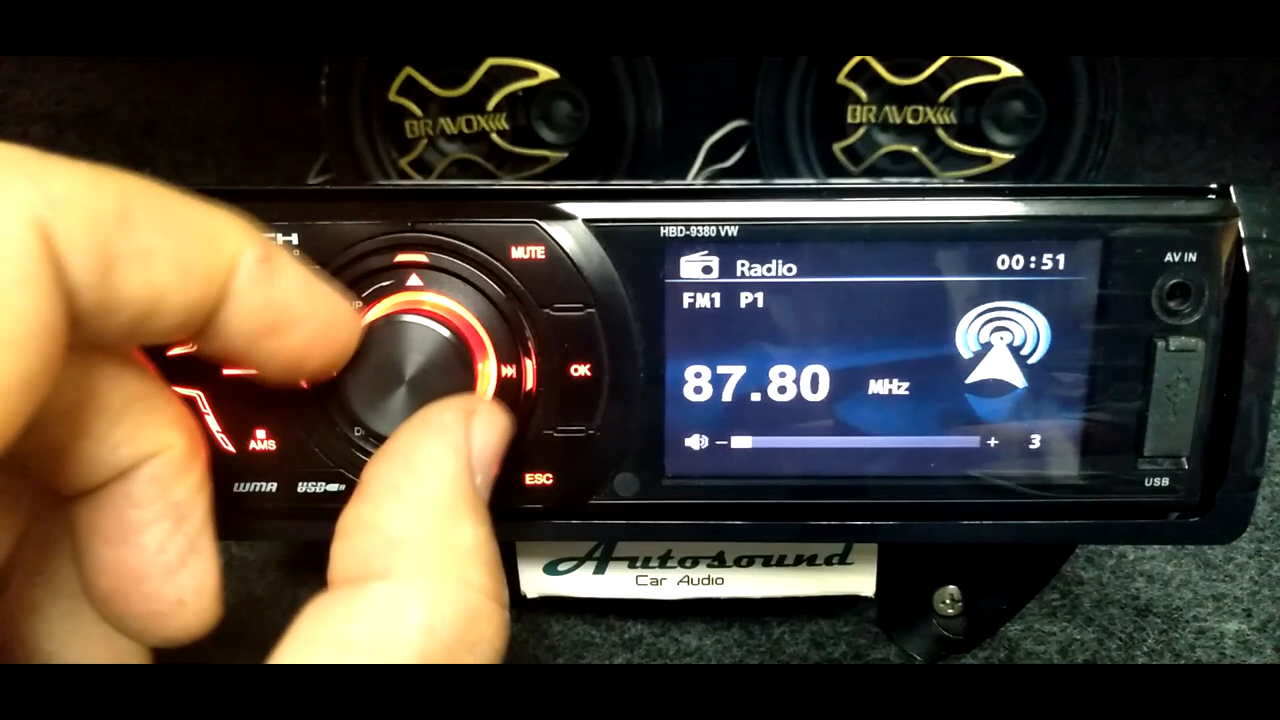 BRAVOX
BRAVOX
HBD-9380 VW
MUTE
Radio
00:51
AV IN
FM1 P1
OK
87.80 MHz
AMS
- + 3
ESC
WMA USB
USB
Autosound
Car Audio